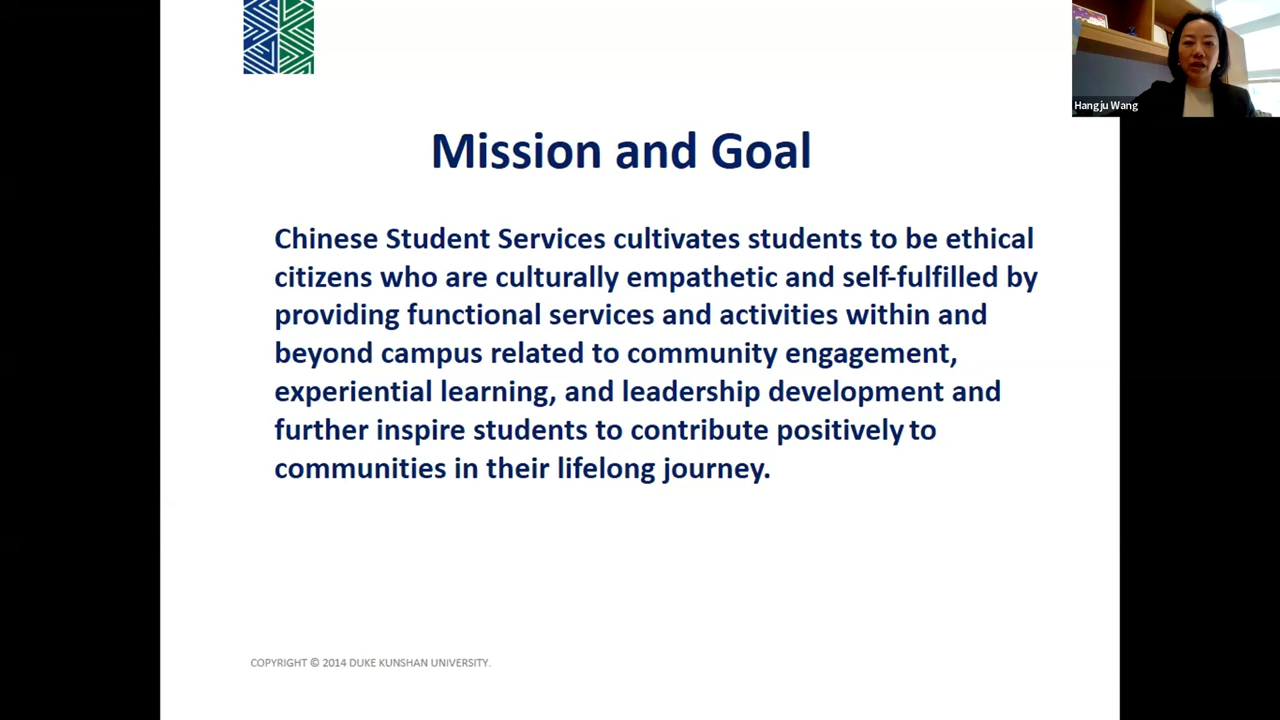 Hangju Wang
Mission and Goal
Chinese Student Services cultivates students to be ethical
citizens who are culturally empathetic and self-fulfilled by
providing functional services and activities within and
beyond campus related to community engagement,
experiential learning, and leadership development and
further inspire students to contribute positively to
communities in their lifelong journey.
COPYRIGHT © 2014 DUKE KUNSHAN UNIVERSITY.